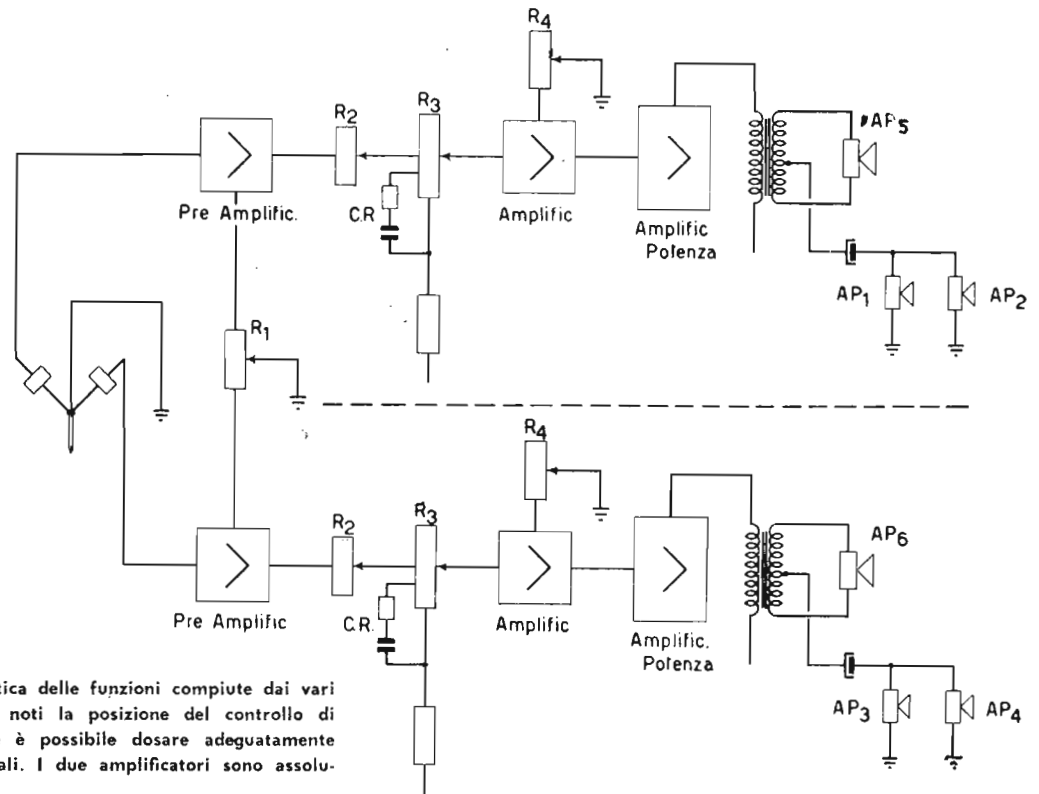 R4
R2
R3
AP5
Pre Amplific.
C.R
Amplific
Amplific
Potenza
AP1
AP2
R1
R4
R2
R3
AP6
Pre Amplific
C.R.
Amplific
Amplific.
Potenza
AP3
AP4
tica delle funzioni compiute dai vari
noti la posizione del controllo di
è possibile dosare adeguatamente
ali. I due amplificatori sono assolu-